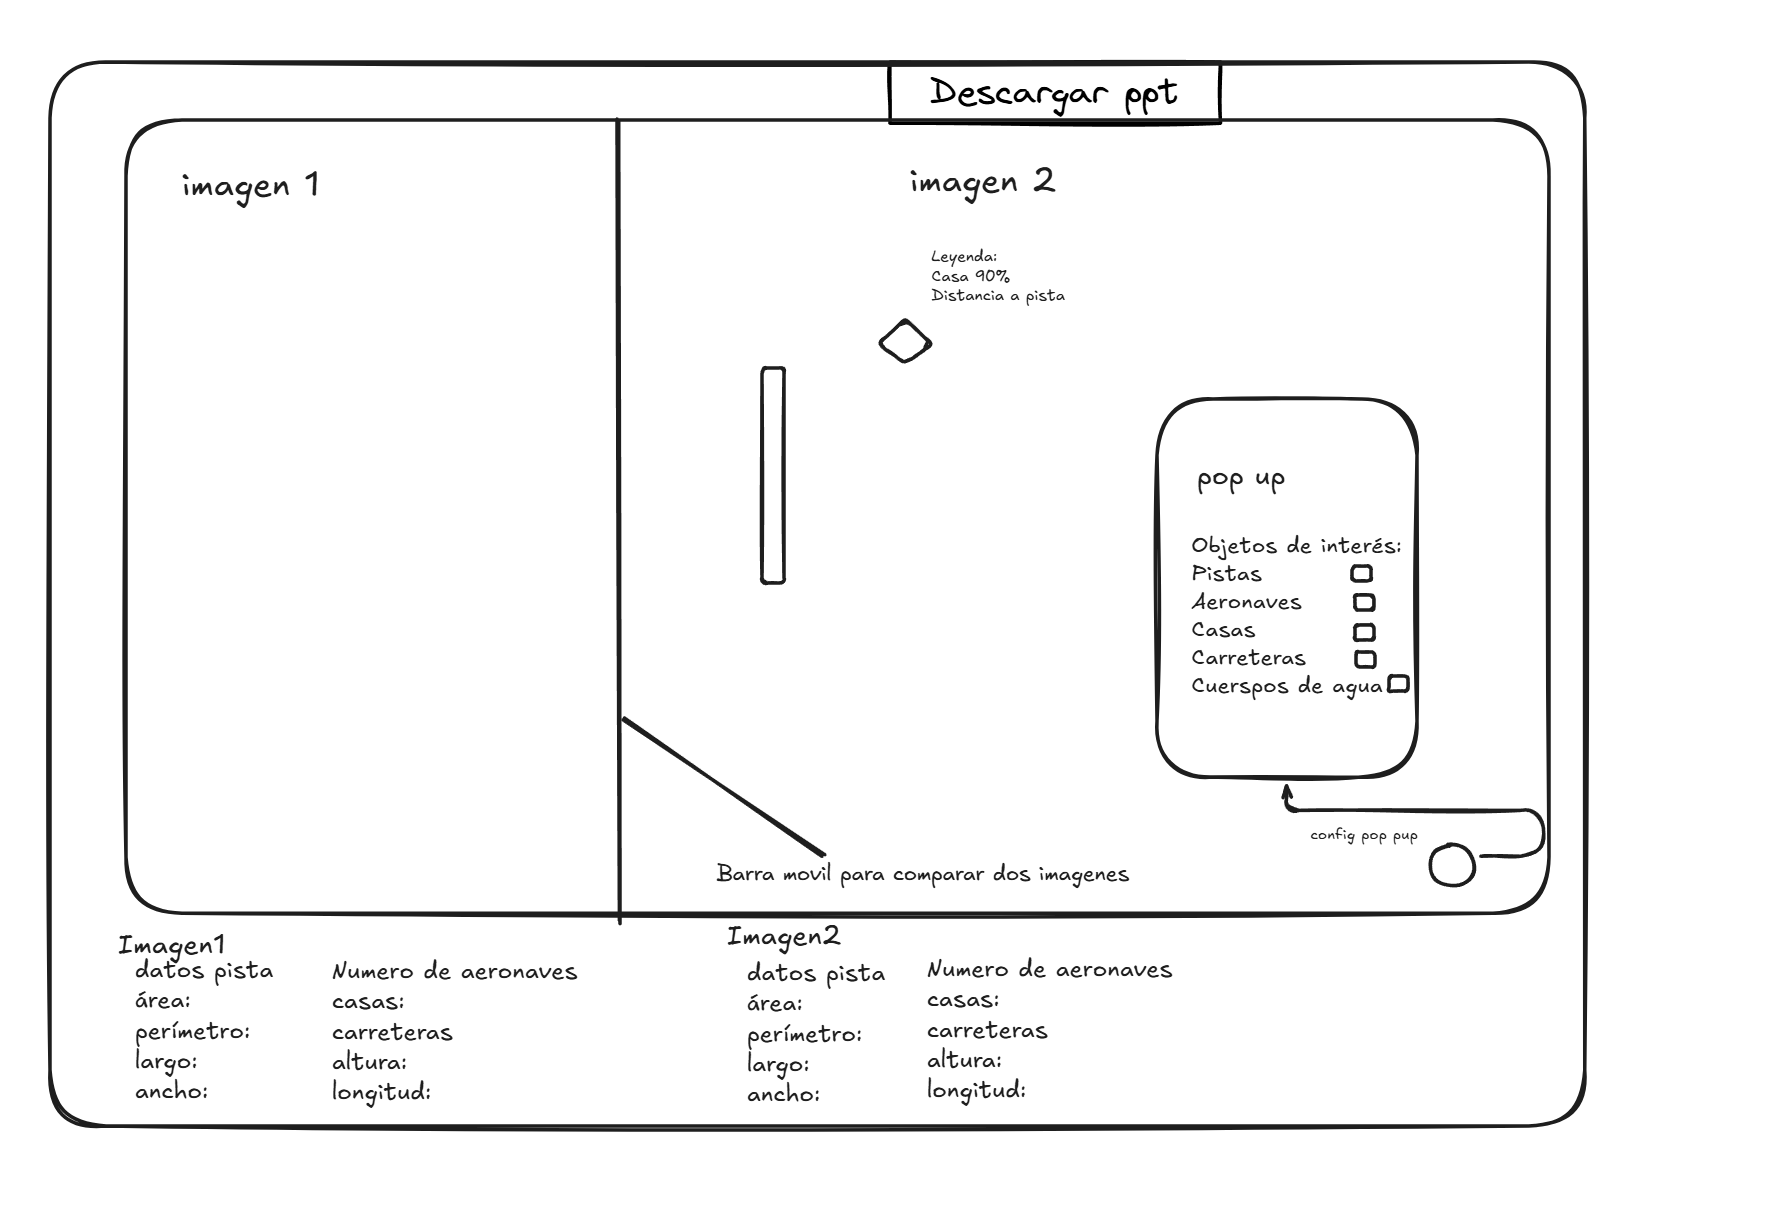 Descargar ppt
imagen 1
imagen 2
Leyenda:
Casa 90%
Distancia a pista
pop up
Objetos de interés:
Pistas
Aeronaves
Casas
Carreteras
Cuerspos de agua
config pop pup
Barra movil para comparar dos imagenes
Imagen1
datos pista
área:
perímetro:
largo:
ancho:
Numero de aeronaves
casas:
carreteras
altura:
longitud:
Imagen2
datos pista
área:
perímetro:
largo:
ancho:
Numero de aeronaves
casas:
carreteras
altura:
longitud: